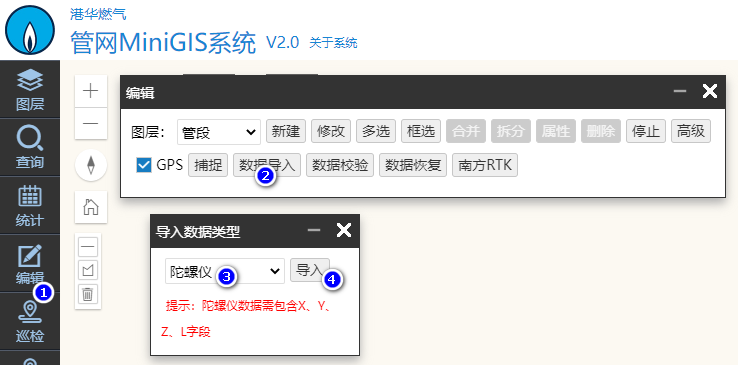 港华燃气
管网MiniGIS系统 V2.0 关于系统
图层
查询
统计
编辑
1
巡检
编辑
图层: 管段 新建 修改 多选 框选 合并 拆分 属性 删除 停止 高级
GPS 捕捉 数据导入 数据校验 数据恢复 南方RTK
2
导入数据类型
陀螺仪 3 导入 4
提示：陀螺仪数据需包含X、Y、
Z、L字段